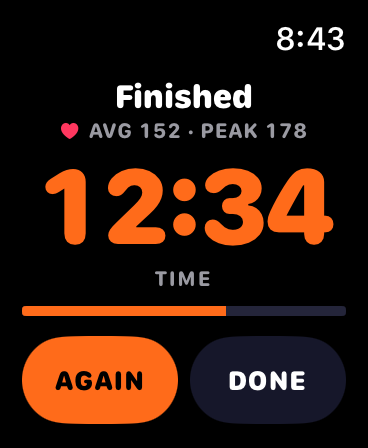 8:43
Finished
AVG 152 · PEAK 178
12:34
TIME
AGAIN DONE